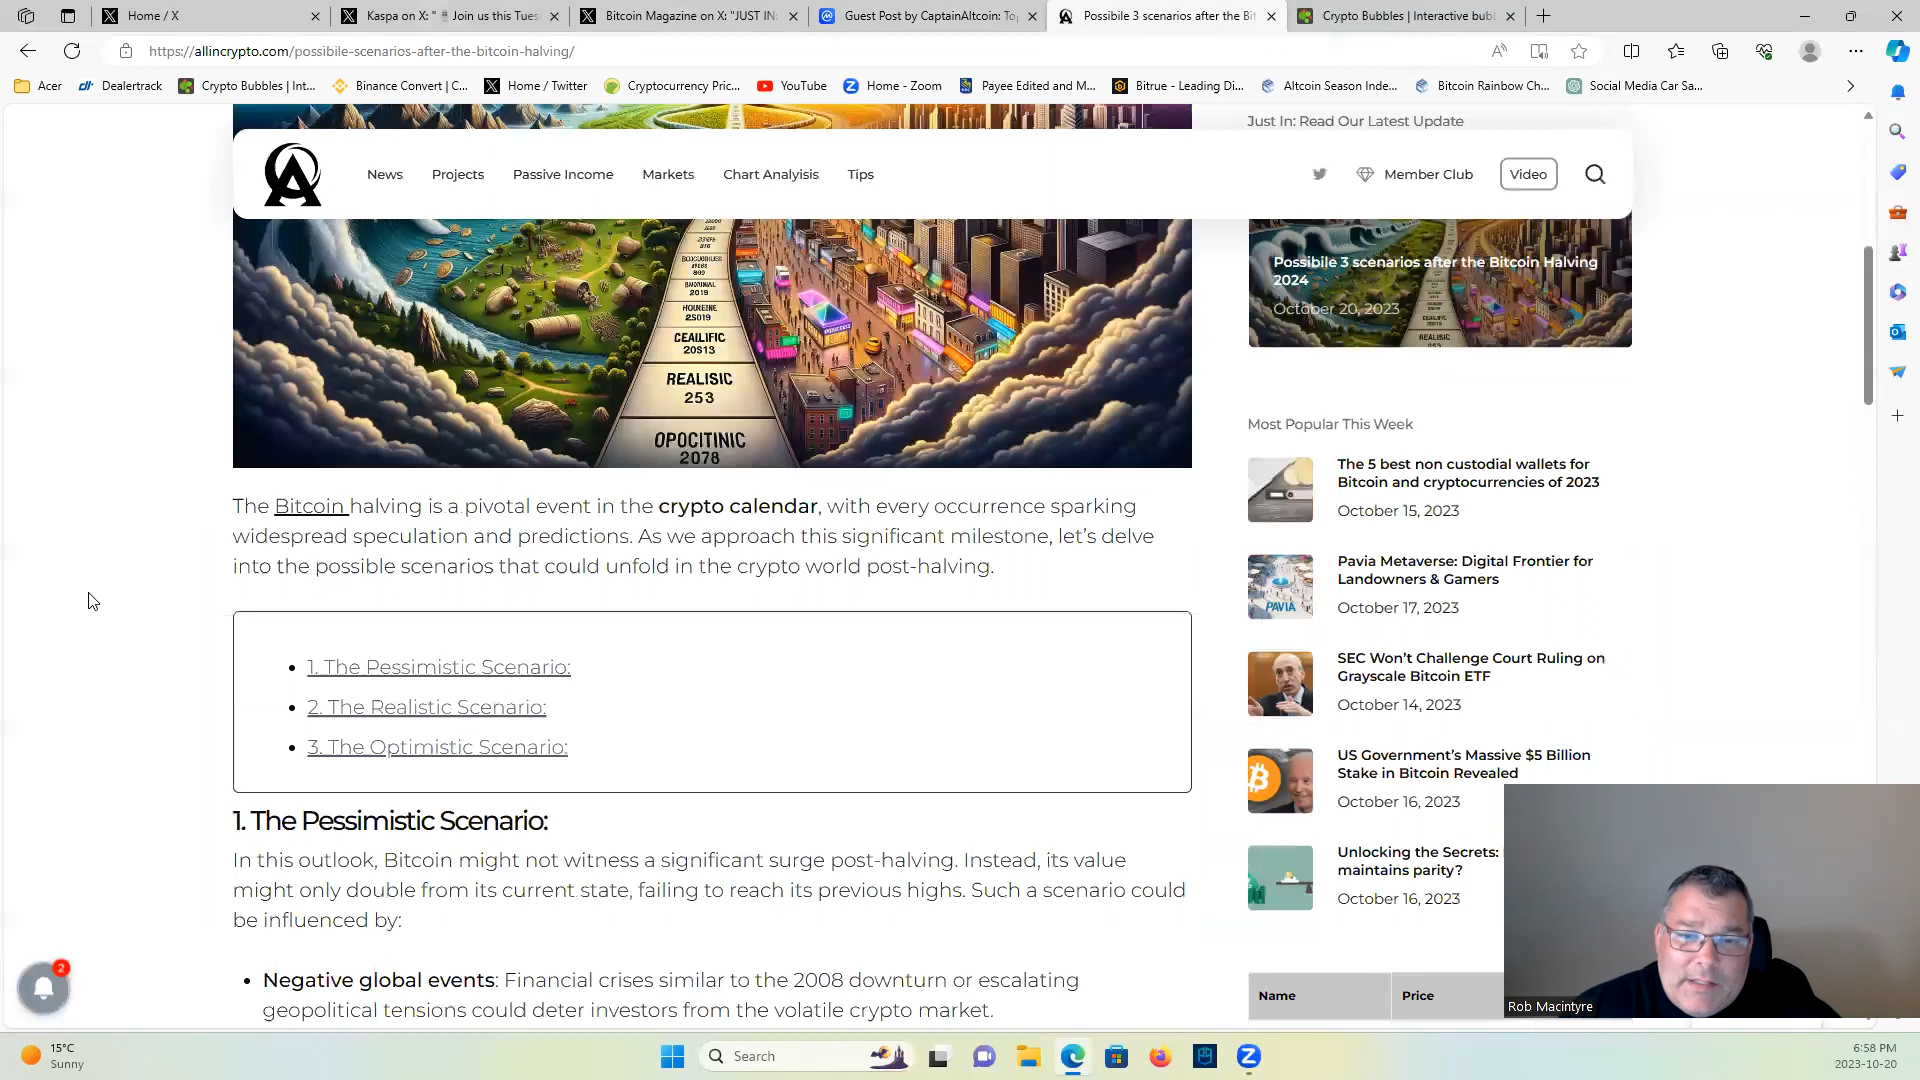 Home / X
Kaspa on X: " Join us this Tues
Bitcoin Magazine on X: "JUST IN:
Guest Post by CaptainAltcoin: To
Possibile 3 scenarios after the Bit
Crypto Bubbles | Interactive bubl
https://allincrypto.com/possibile-scenarios-after-the-bitcoin-halving/
Acer
Dealertrack
Crypto Bubbles | Int...
Binance Convert | C...
Home / Twitter
Cryptocurrency Pric...
YouTube
Home - Zoom
Payee Edited and M...
Bitrue - Leading Di...
Altcoin Season Inde...
Bitcoin Rainbow Ch...
Social Media Car Sa...
Just In: Read Our Latest Update
News
Projects
Passive Income
Markets
Chart Analyisis
Tips
Member Club
Video
Possibile 3 scenarios after the Bitcoin Halving
2024
October 20, 2023
CEAILIFIC
20S13
REALISIC
253
OPOCITINIC
2078
The Bitcoin halving is a pivotal event in the crypto calendar, with every occurrence sparking
widespread speculation and predictions. As we approach this significant milestone, let's delve
into the possible scenarios that could unfold in the crypto world post-halving.
1. The Pessimistic Scenario:
2. The Realistic Scenario:
3. The Optimistic Scenario:
1. The Pessimistic Scenario:
In this outlook, Bitcoin might not witness a significant surge post-halving. Instead, its value
might only double from its current state, failing to reach its previous highs. Such a scenario could
be influenced by:
Negative global events: Financial crises similar to the 2008 downturn or escalating
geopolitical tensions could deter investors from the volatile crypto market.
Most Popular This Week
The 5 best non custodial wallets for
Bitcoin and cryptocurrencies of 2023
October 15, 2023
Pavia Metaverse: Digital Frontier for
Landowners & Gamers
October 17, 2023
PAVIA
SEC Won't Challenge Court Ruling on
Grayscale Bitcoin ETF
October 14, 2023
US Government's Massive $5 Billion
Stake in Bitcoin Revealed
October 16, 2023
Unlocking the Secrets:
maintains parity?
October 16, 2023
Name
Price
Rob Macintyre
2
15°C
Sunny
Search
6:58 PM
2023-10-20